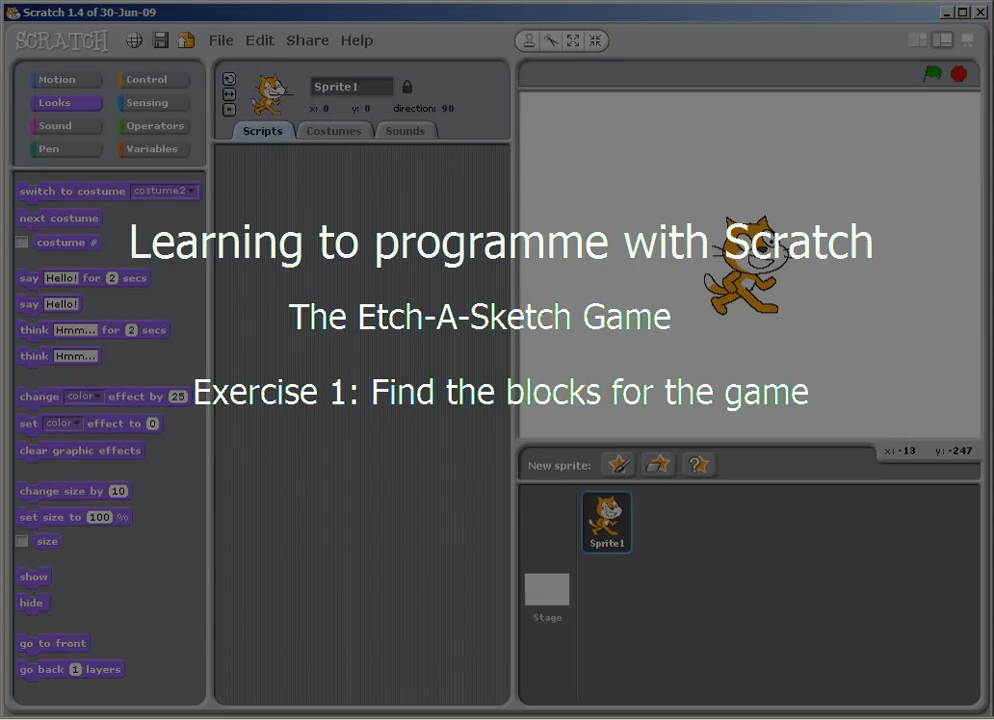 Scratch 1.4 of 30-Jun-09
SCRATCH File Edit Share Help
Motion Control
Looks Sensing
Sound Operators
Pen Variables
Sprite1
x: 0 y: 0 direction: 90
Scripts Costumes Sounds
switch to costume costume2
next costume
costume #
say Hello! for 2 secs
say Hello!
think Hmm... for 2 secs
think Hmm...
change color effect by 25
set color effect to 0
clear graphic effects
change size by 10
set size to 100 %
size
show
hide
go to front
go back 1 layers
Learning to programme with Scratch
The Etch-A-Sketch Game
Exercise 1: Find the blocks for the game
x: -13 y: -247
New sprite:
Sprite1
Stage